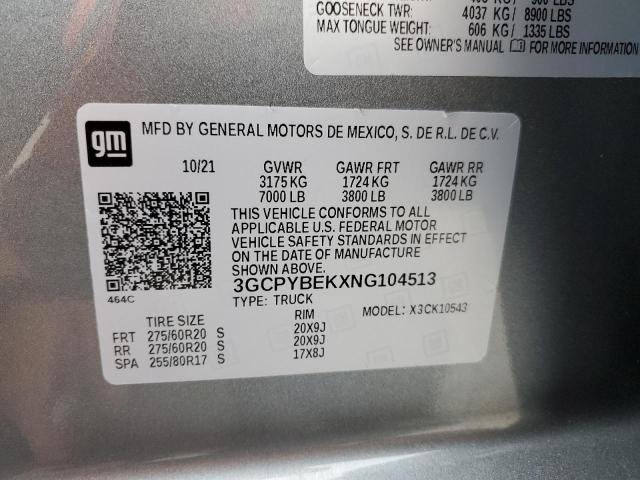 GOOSENECK TWR: 4037 KG/ 8900 LBS
MAX TONGUE WEIGHT: 606 KG/ 1335 LBS
SEE OWNER'S MANUAL FOR MORE INFORMATION
gm
MFD BY GENERAL MOTORS DE MEXICO, S. DE R.L. DE C.V.
10/21 GVWR GAWR FRT GAWR RR
3175 KG 1724 KG 1724 KG
7000 LB 3800 LB 3800 LB
THIS VEHICLE CONFORMS TO ALL
APPLICABLE U.S. FEDERAL MOTOR
VEHICLE SAFETY STANDARDS IN EFFECT
ON THE DATE OF MANUFACTURE
SHOWN ABOVE.
464C
3GCPYBEKXNG104513
TYPE: TRUCK MODEL: X3CK10543
TIRE SIZE RIM
FRT 275/60R20 S 20X9J
RR 275/60R20 S 20X9J
SPA 255/80R17 S 17X8J